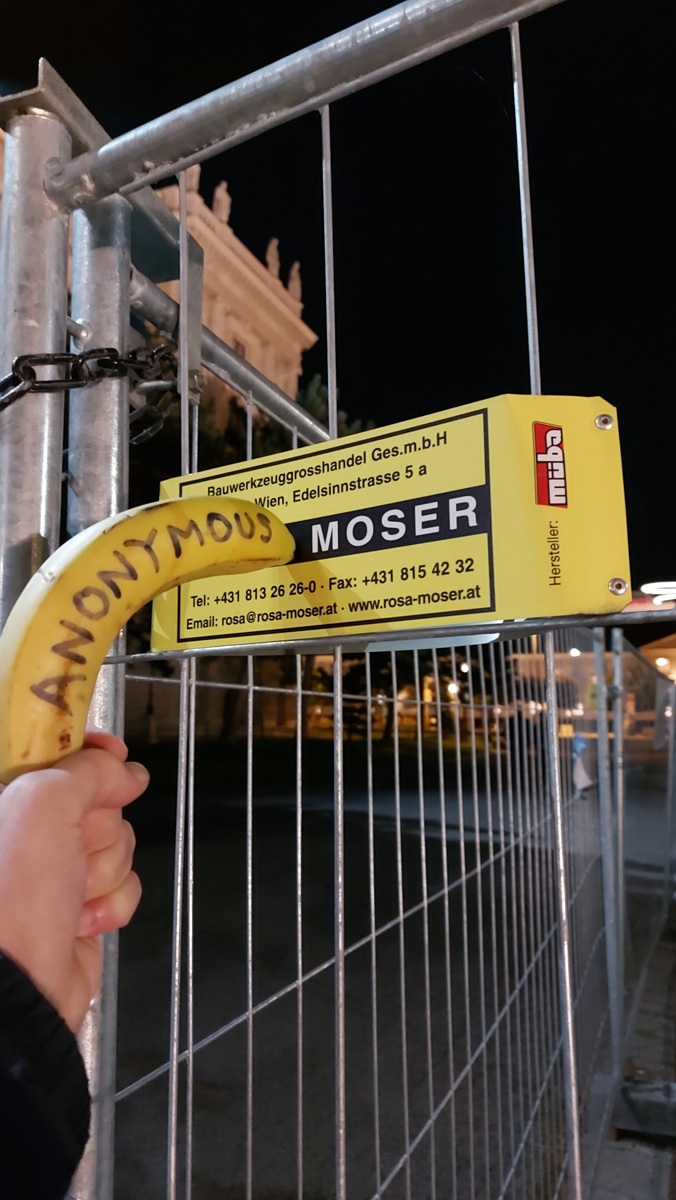 Bauwerkzeuggrosshandel Ges.m.b.H
Wien, Edelsinnstrasse 5 a
ANONYMOUS
MOSER
Tel: +431 813 26 26-0 · Fax: +431 815 42 32
Email: rosa@rosa-moser.at · www.rosa-moser.at
Hersteller:
müba